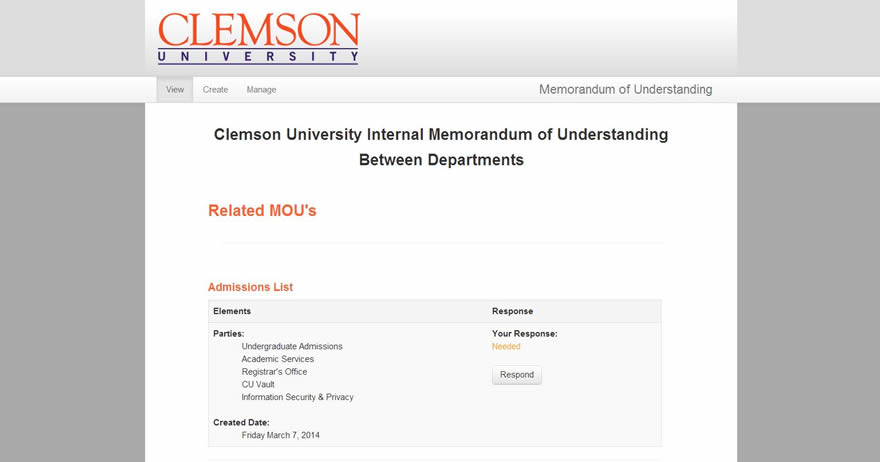 CLEMSON
UNIVERSITY
View Create Manage Memorandum of Understanding
Clemson University Internal Memorandum of Understanding
Between Departments
Related MOU's
Admissions List
Elements Response
Parties: Your Response:
Undergraduate Admissions Needed
Academic Services
Registrar's Office Respond
CU Vault
Information Security & Privacy
Created Date:
Friday March 7, 2014